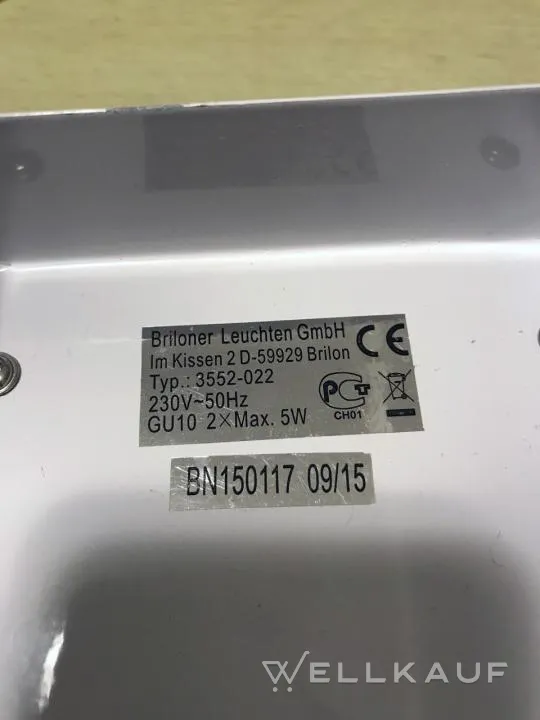 Briloner Leuchten GmbH
CE
Im Kissen 2 D-59929 Brilon
Typ.: 3552-022
230V~50Hz
PCT
CH01
GU10 2×Max. 5W
BN150117 09/15
WELLKAUF